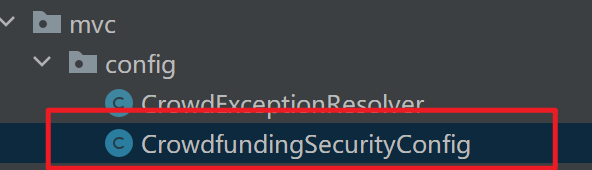 mvc
config
CrowdExceptionResolver
CrowdfundingSecurityConfig